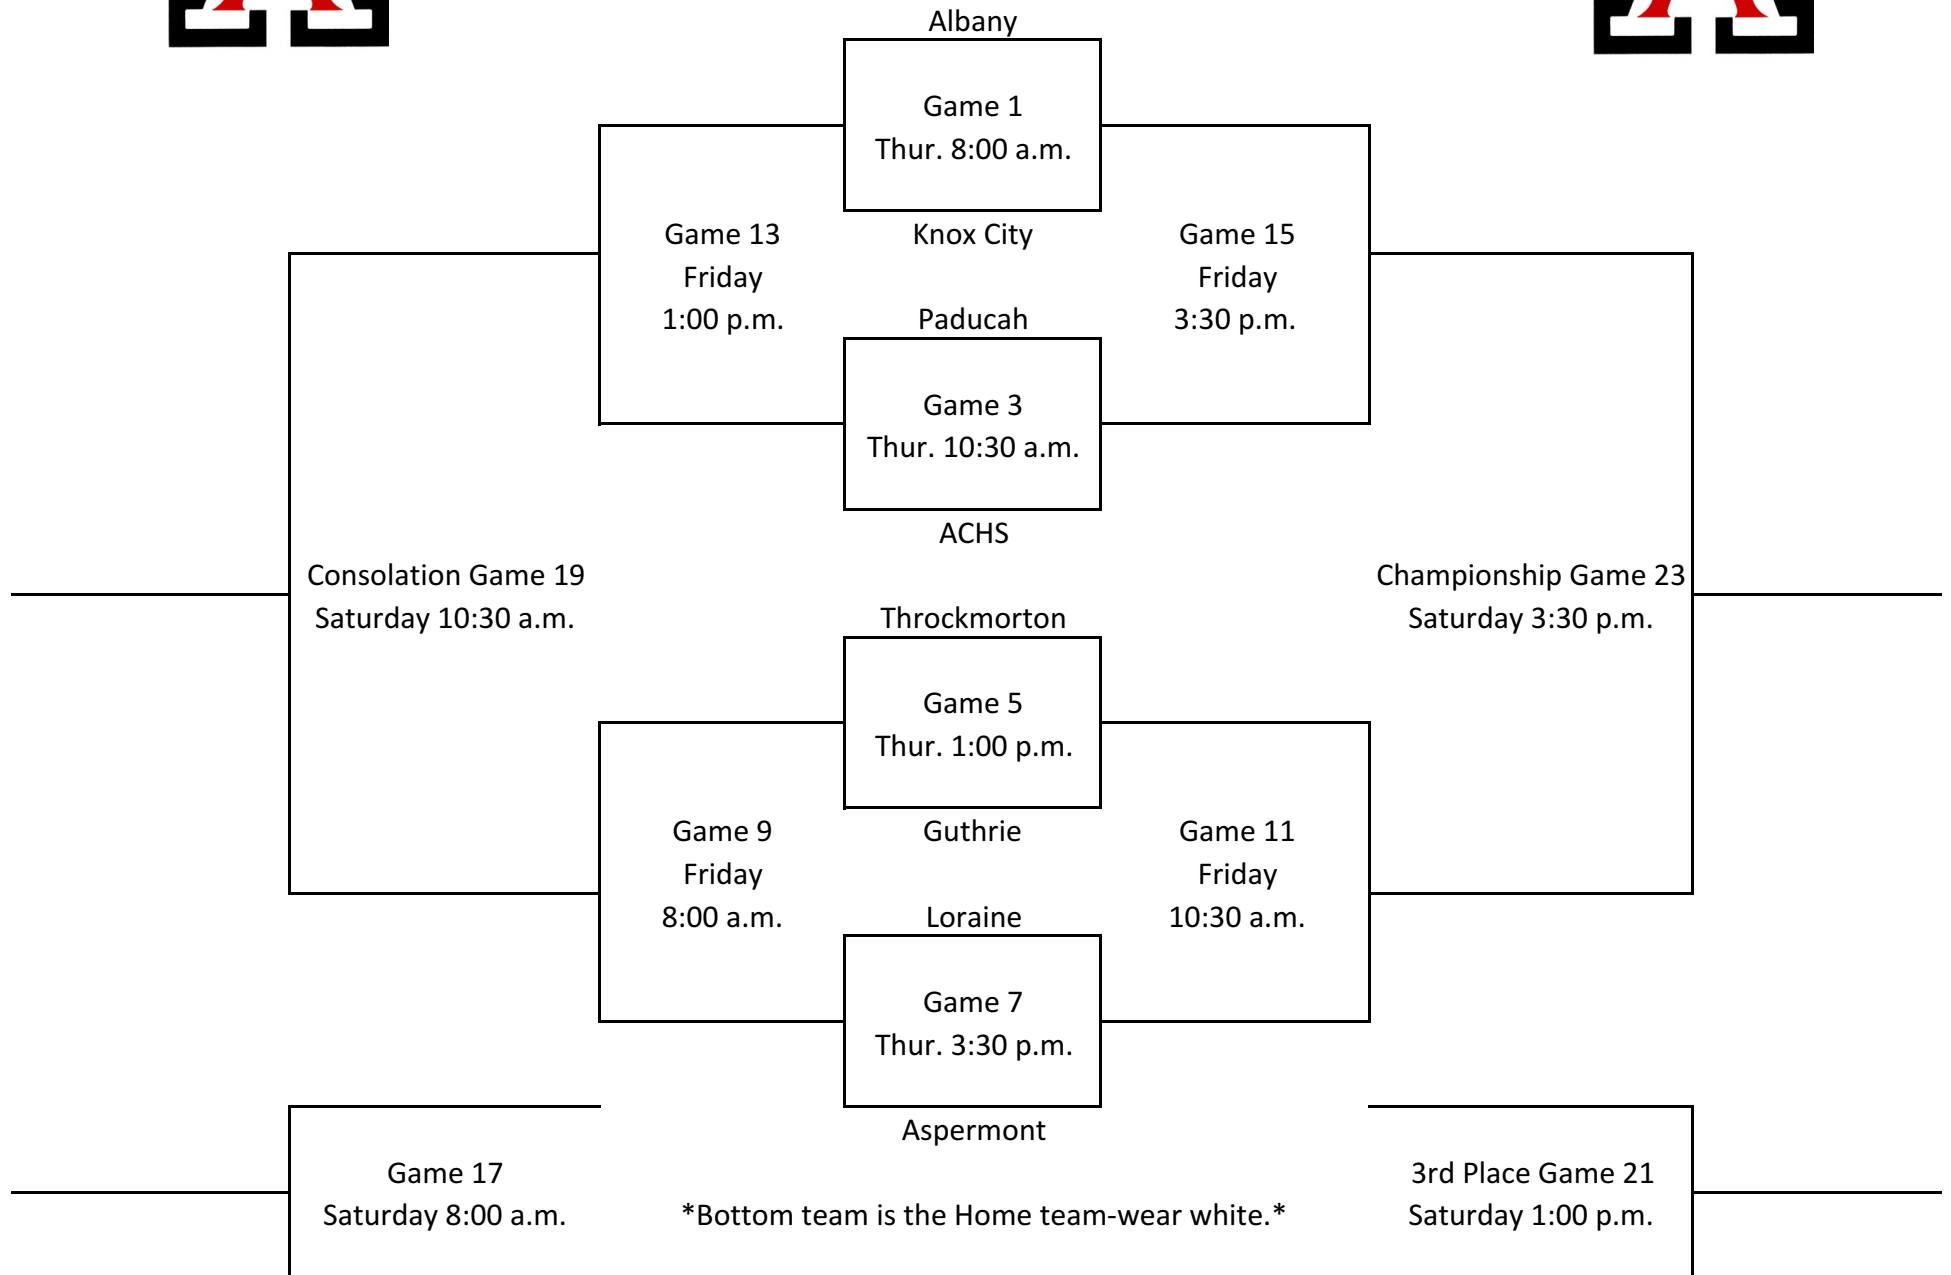 Albany
Game 1
Thur. 8:00 a.m.
Game 13
Knox City
Game 15
Friday
Friday
1:00 p.m.
Paducah
3:30 p.m.
Game 3
Thur. 10:30 a.m.
ACHS
Consolation Game 19
Championship Game 23
Saturday 10:30 a.m.
Throckmorton
Saturday 3:30 p.m.
Game 5
Thur. 1:00 p.m.
Game 9
Guthrie
Game 11
Friday
Friday
8:00 a.m.
Loraine
10:30 a.m.
Game 7
Thur. 3:30 p.m.
Aspermont
Game 17
3rd Place Game 21
Saturday 8:00 a.m.
*Bottom team is the Home team-wear white.*
Saturday 1:00 p.m.